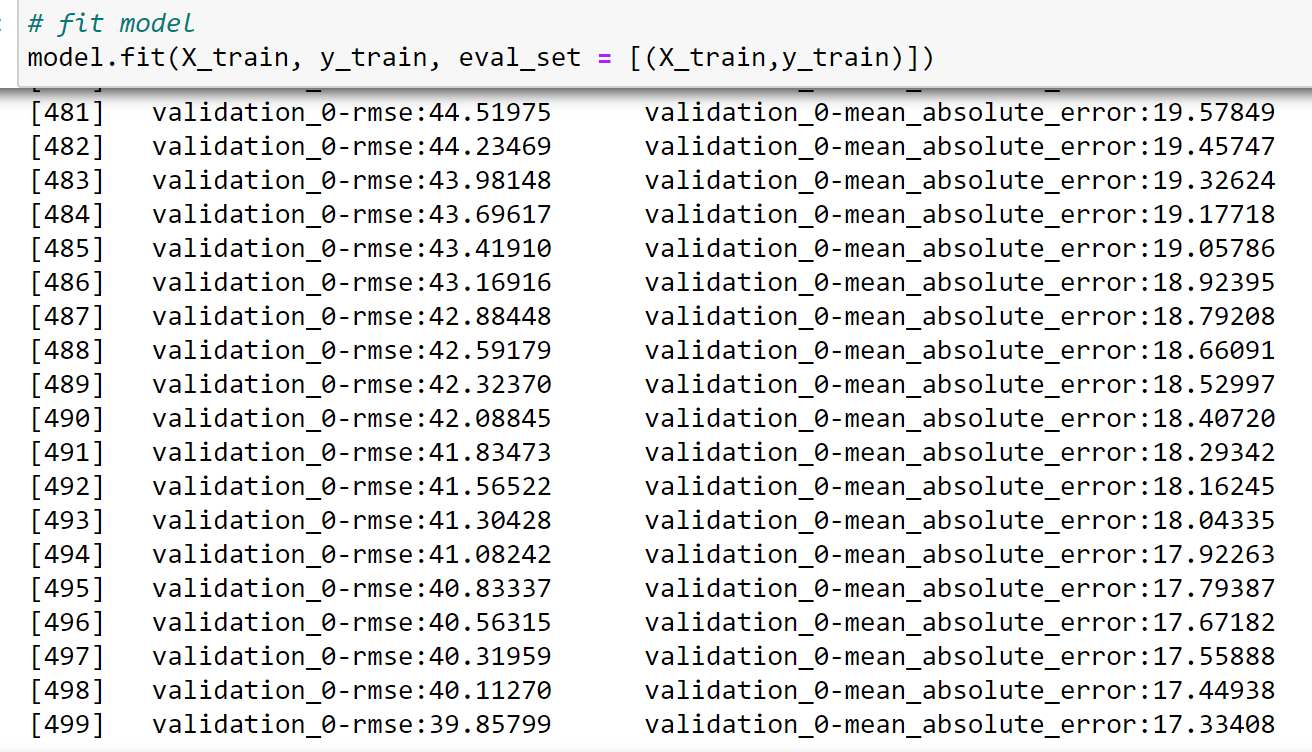 # fit model
model.fit(X_train, y_train, eval_set = [(X_train,y_train)])
[481] validation_0-rmse:44.51975 validation_0-mean_absolute_error:19.57849
[482] validation_0-rmse:44.23469 validation_0-mean_absolute_error:19.45747
[483] validation_0-rmse:43.98148 validation_0-mean_absolute_error:19.32624
[484] validation_0-rmse:43.69617 validation_0-mean_absolute_error:19.17718
[485] validation_0-rmse:43.41910 validation_0-mean_absolute_error:19.05786
[486] validation_0-rmse:43.16916 validation_0-mean_absolute_error:18.92395
[487] validation_0-rmse:42.88448 validation_0-mean_absolute_error:18.79208
[488] validation_0-rmse:42.59179 validation_0-mean_absolute_error:18.66091
[489] validation_0-rmse:42.32370 validation_0-mean_absolute_error:18.52997
[490] validation_0-rmse:42.08845 validation_0-mean_absolute_error:18.40720
[491] validation_0-rmse:41.83473 validation_0-mean_absolute_error:18.29342
[492] validation_0-rmse:41.56522 validation_0-mean_absolute_error:18.16245
[493] validation_0-rmse:41.30428 validation_0-mean_absolute_error:18.04335
[494] validation_0-rmse:41.08242 validation_0-mean_absolute_error:17.92263
[495] validation_0-rmse:40.83337 validation_0-mean_absolute_error:17.79387
[496] validation_0-rmse:40.56315 validation_0-mean_absolute_error:17.67182
[497] validation_0-rmse:40.31959 validation_0-mean_absolute_error:17.55888
[498] validation_0-rmse:40.11270 validation_0-mean_absolute_error:17.44938
[499] validation_0-rmse:39.85799 validation_0-mean_absolute_error:17.33408